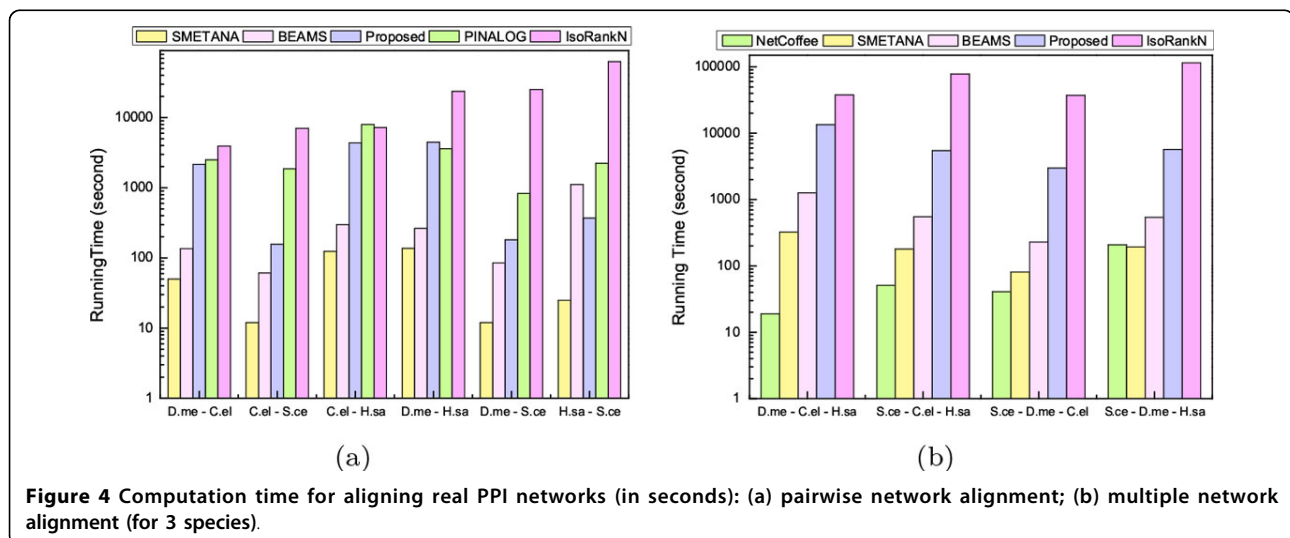 SMETANA BEAMS Proposed PINALOG IsoRankN
RunningTime (second)
10000
1000
100
10
1
D.me - C.el C.el - S.ce C.el - H.sa D.me - H.sa D.me - S.ce H.sa - S.ce
(a)
NetCoffee SMETANA BEAMS Proposed IsoRankN
Running Time (second)
100000
10000
1000
100
10
1
D.me - C.el - H.sa S.ce - C.el - H.sa S.ce - D.me - C.el S.ce - D.me - H.sa
(b)
Figure 4 Computation time for aligning real PPI networks (in seconds): (a) pairwise network alignment; (b) multiple network
alignment (for 3 species).